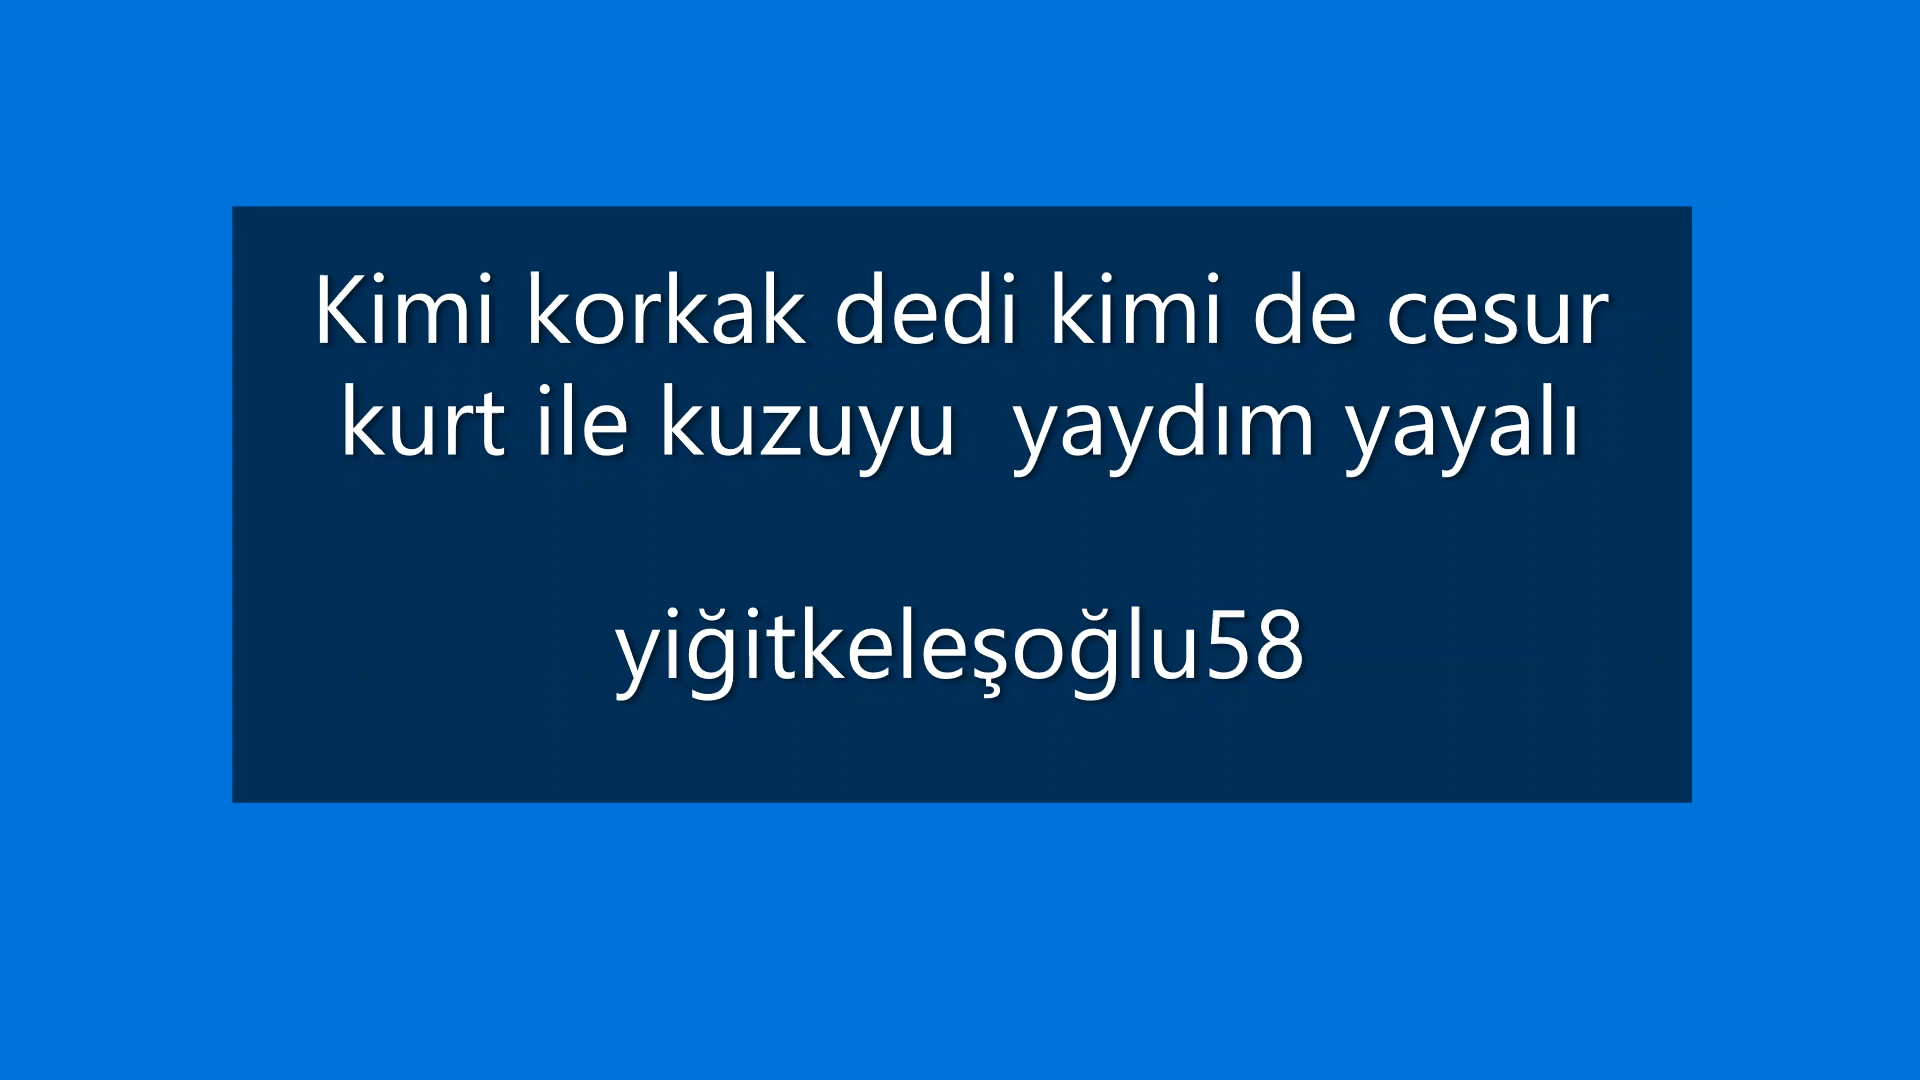 Kimi korkak dedi kimi de cesur
kurt ile kuzuyu  yaydım yayalı
yiğitkeleşoğlu58